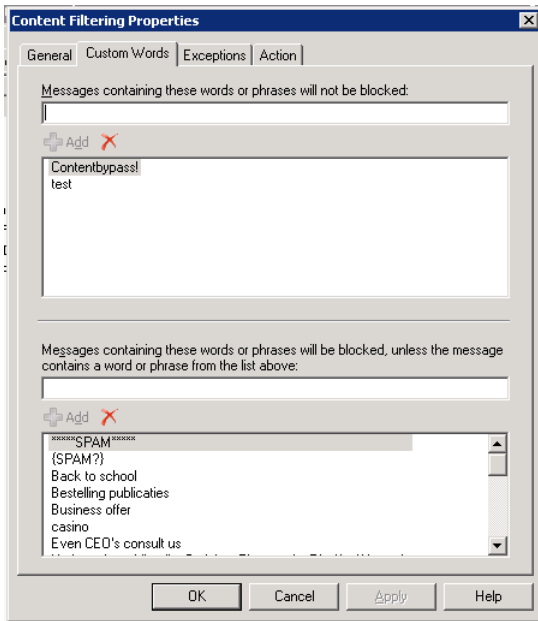 Content Filtering Properties
General Custom Words Exceptions Action
Messages containing these words or phrases will not be blocked:
Add
Contentbypass!
test
Messages containing these words or phrases will be blocked, unless the message
contains a word or phrase from the list above:
Add
*****SPAM*****
{SPAM?}
Back to school
Bestelling publicaties
Business offer
casino
Even CEO's consult us
OK Cancel Apply Help